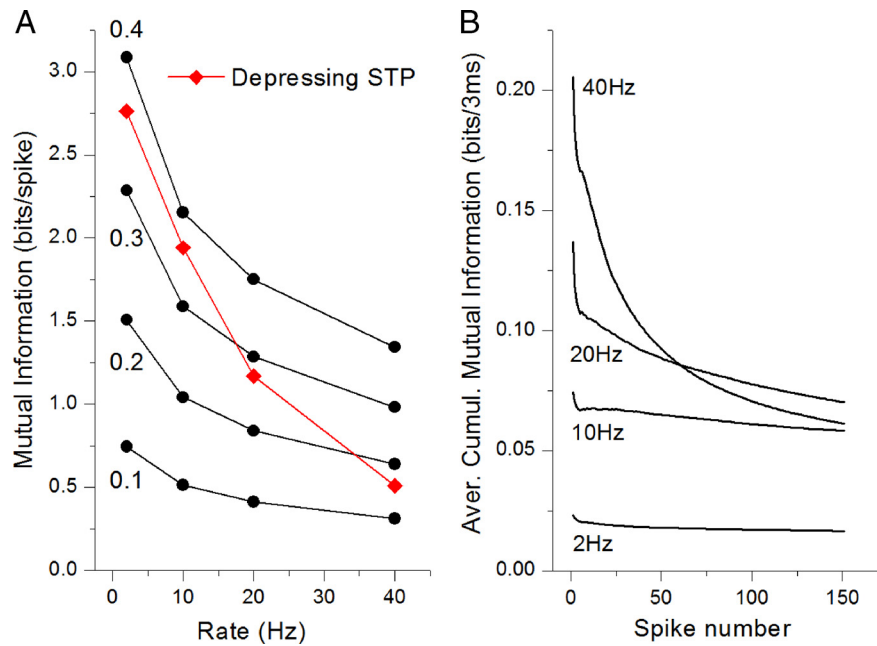 A
Mutual Information (bits/spike)
3.0
2.5
2.0
1.5
1.0
0.5
0.0
0.4
0.3
0.2
0.1
Depressing STP
0 10 20 30 40
Rate (Hz)
B
Aver. Cumul. Mutual Information (bits/3ms)
0.20
0.15
0.10
0.05
0.00
40Hz
20Hz
10Hz
2Hz
0 50 100 150
Spike number